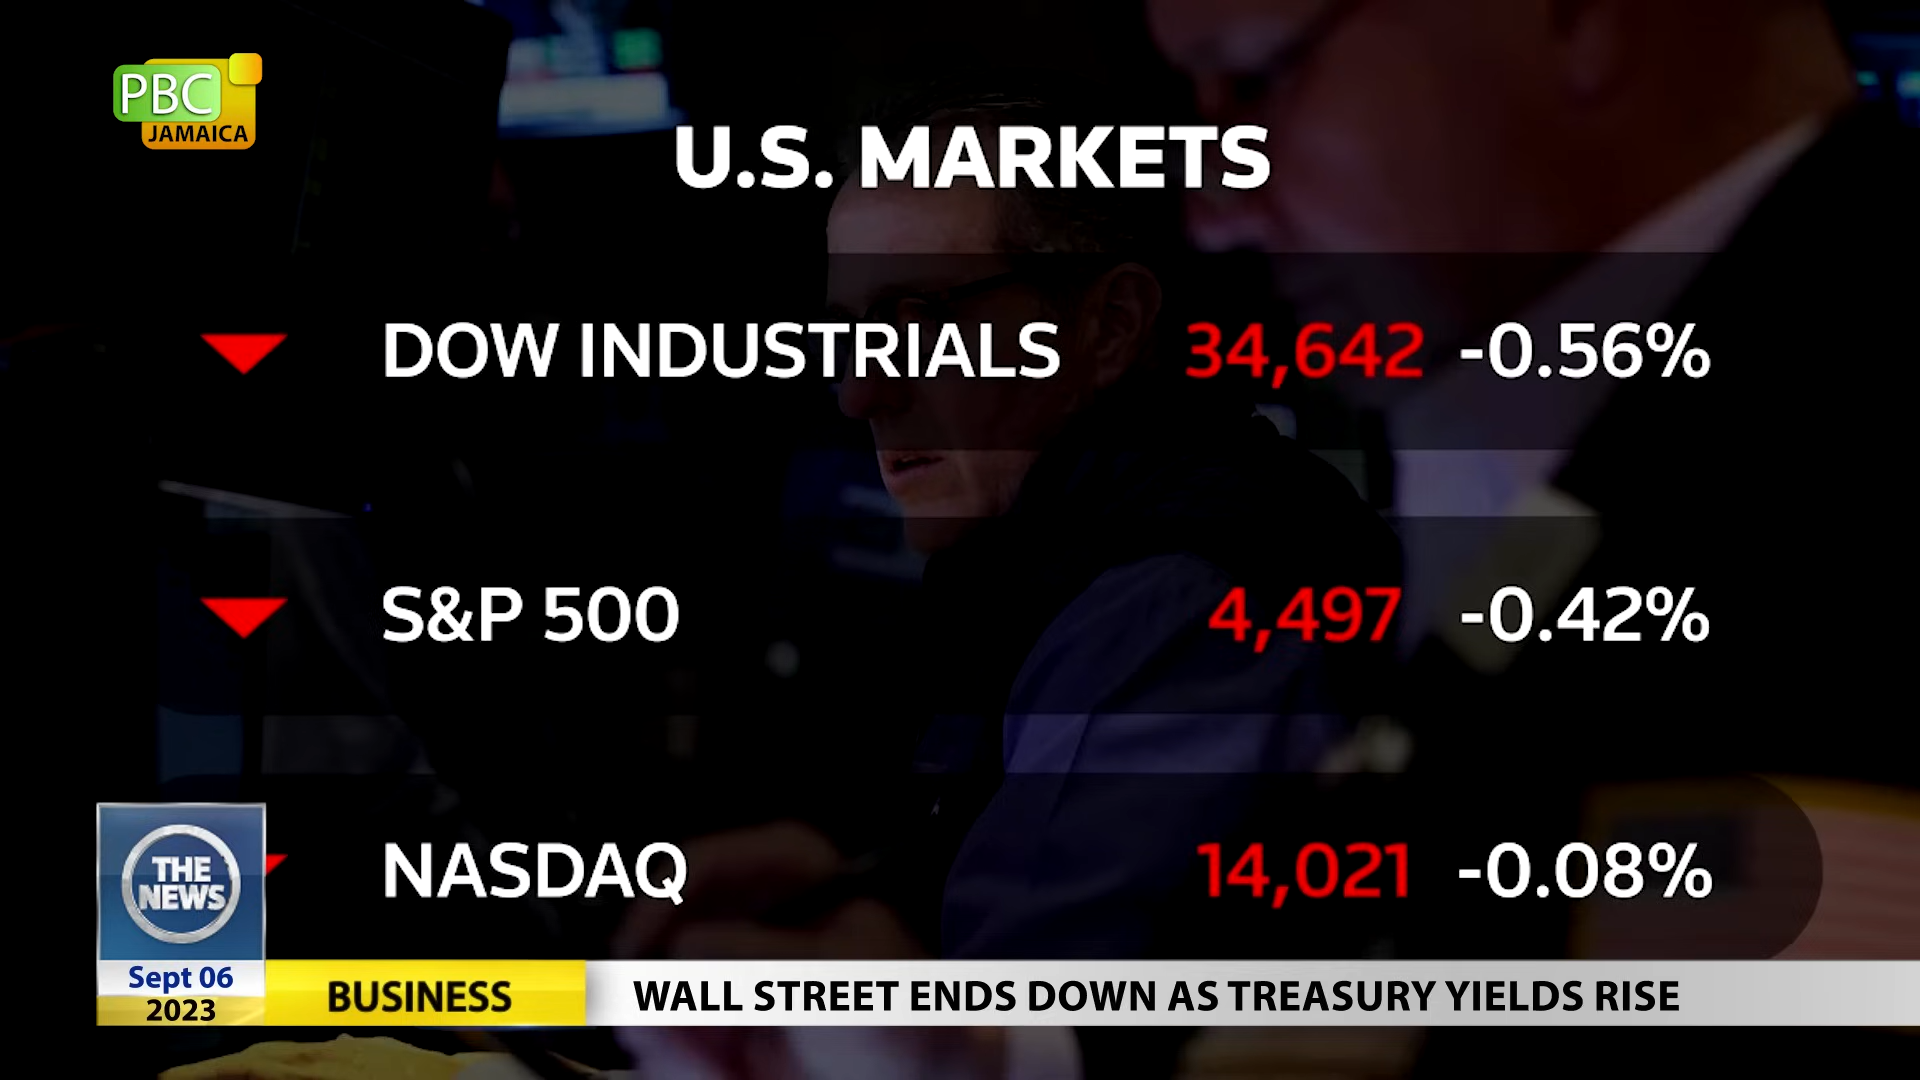 PBC
JAMAICA
U.S. MARKETS
DOW INDUSTRIALS 34,642 -0.56%
S&P 500 4,497 -0.42%
NASDAQ 14,021 -0.08%
THE
NEWS
Sept 06
2023
BUSINESS
WALL STREET ENDS DOWN AS TREASURY YIELDS RISE